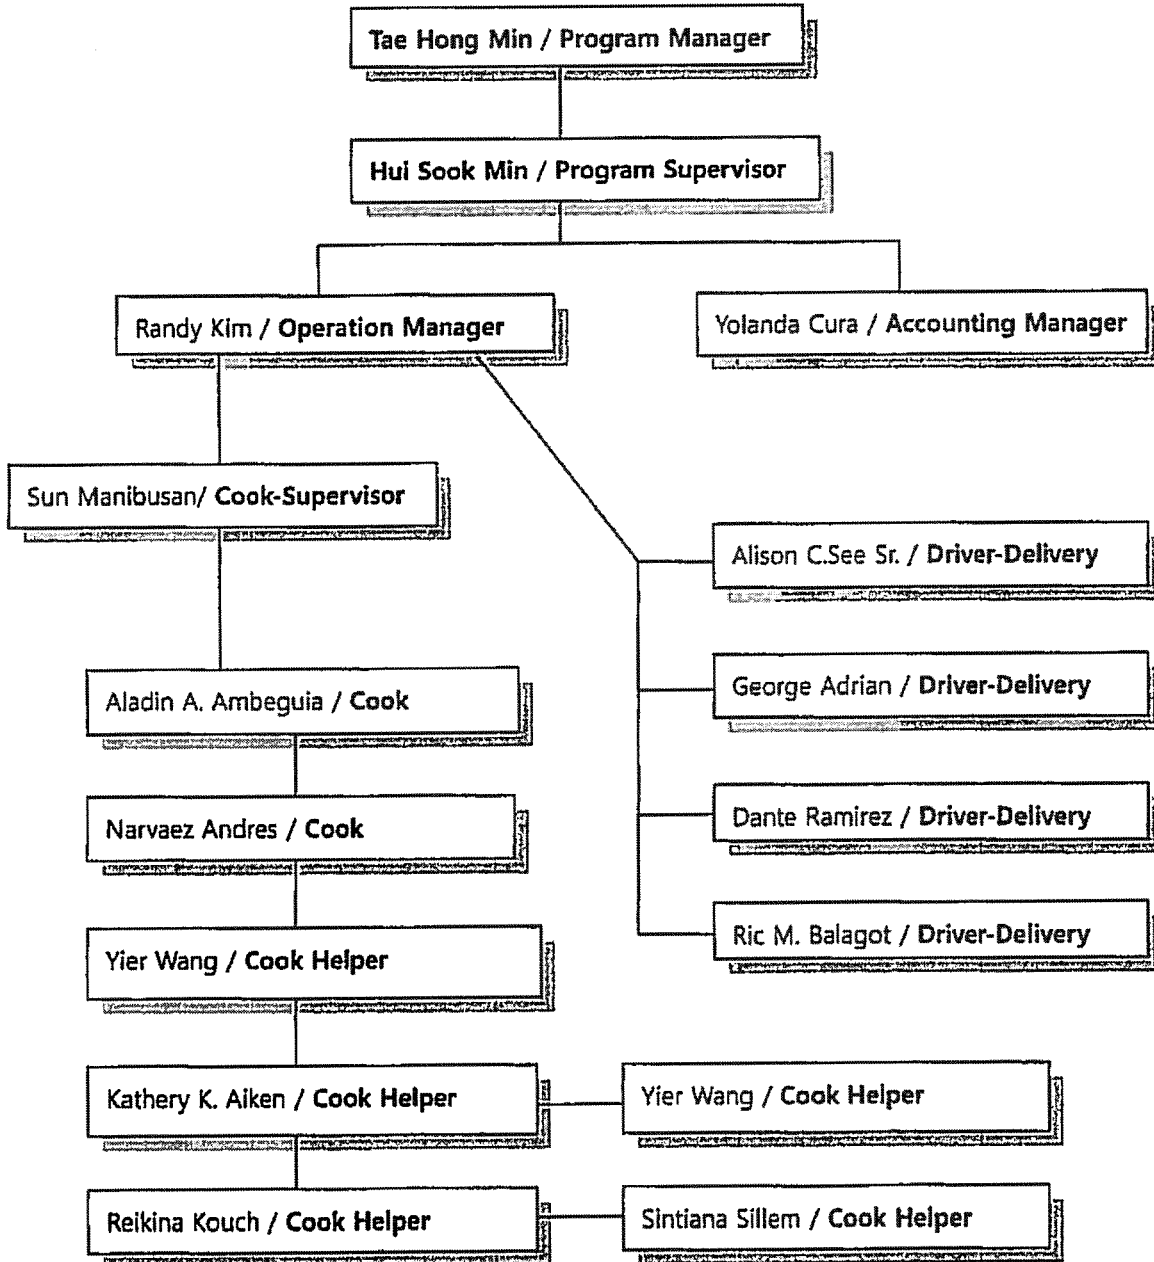 Tae Hong Min / Program Manager
Hui Sook Min / Program Supervisor
Randy Kim / Operation Manager
Yolanda Cura / Accounting Manager
Sun Manibusan/ Cook-Supervisor
Alison C.See Sr. / Driver-Delivery
George Adrian / Driver-Delivery
Aladin A. Ambeguia / Cook
Dante Ramirez / Driver-Delivery
Narvaez Andres / Cook
Ric M. Balagot / Driver-Delivery
Yier Wang / Cook Helper
Kathery K. Aiken / Cook Helper
Yier Wang / Cook Helper
Reikina Kouch / Cook Helper
Sintiana Sillem / Cook Helper